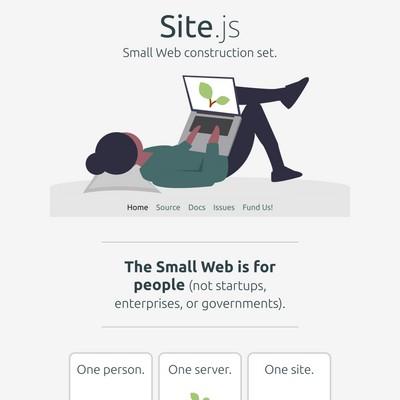 Site.js
Small Web construction set.
Home Source Docs Issues Fund Us!
The Small Web is for
people (not startups,
enterprises, or governments).
One person. One server. One site.